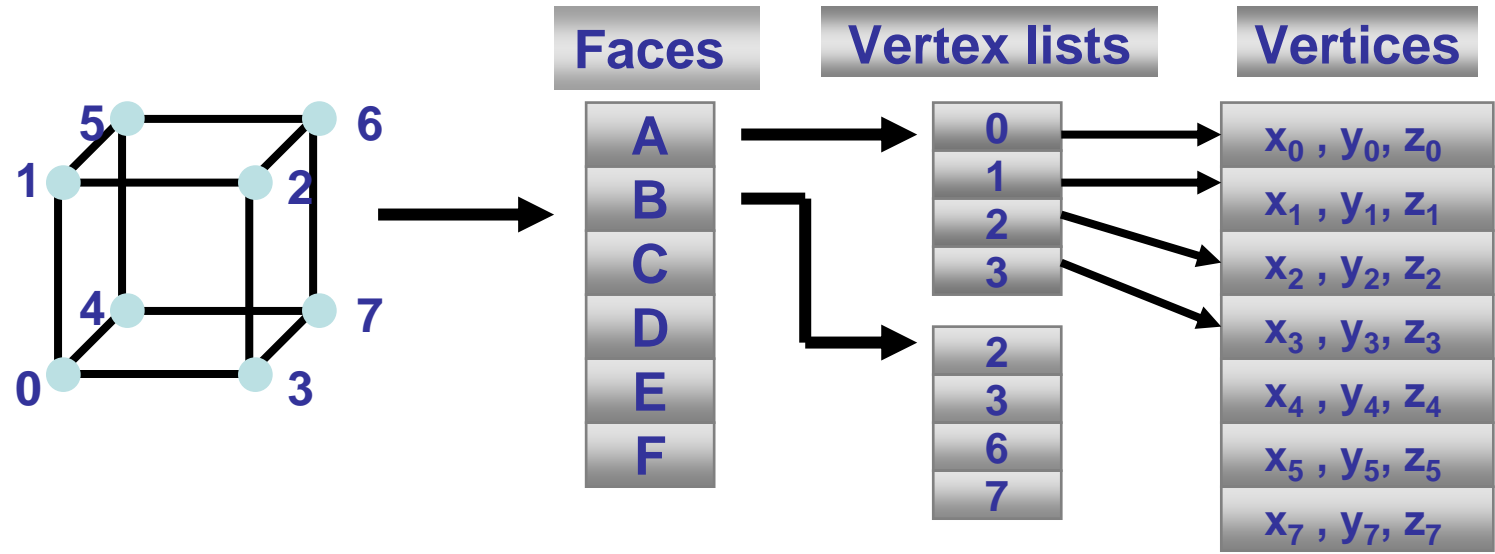 Faces
Vertex lists
Vertices
5
6
1
2
4
7
0
3
A
B
C
D
E
F
0
1
2
3
2
3
6
7
x₀ , y₀, z₀
x₁ , y₁, z₁
x₂ , y₂, z₂
x₃ , y₃, z₃
x₄ , y₄, z₄
x₅ , y₅, z₅
x₇ , y₇, z₇